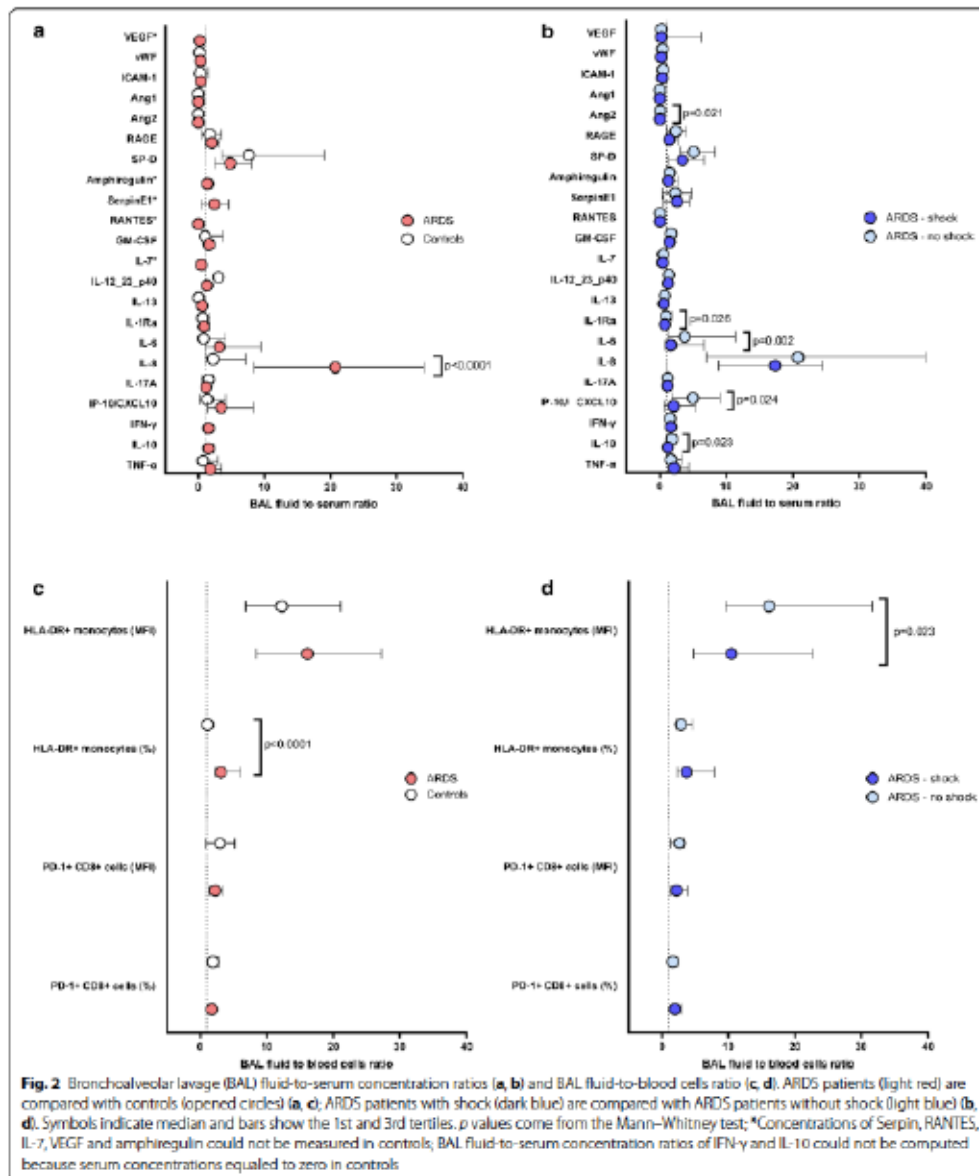 a
VEGF*
vWF
ICAM-1
Ang1
Ang2
RAGE
SP-D
Amphiregulin*
SerpinE1*
RANTES*
GM-CSF
IL-7*
IL-12_23_p40
IL-13
IL-1Ra
IL-6
IL-8
IL-17A
IP-10/CXCL10
IFN-γ
IL-10
TNF-α
ARDS
Controls
p<0.0001
0 10 20 30 40
BAL fluid to serum ratio
b
VEGF
vWF
ICAM-1
Ang1
Ang2
RAGE
SP-D
Amphiregulin
SerpinE1
RANTES
GM-CSF
IL-7
IL-12_23_p40
IL-13
IL-1Ra
IL-6
IL-8
IL-17A
CXCL10
IFN-γ
IL-10
TNF-α
p=0.021
ARDS - shock
ARDS - no shock
p=0.026
p=0.002
p=0.024
p=0.023
0 10 20 30 40
BAL fluid to serum ratio
c
HLA-DR+ monocytes (MFI)
HLA-DR+ monocytes (%)
PD-1+ CD8+ cells (MFI)
PD-1+ CD8+ cells (%)
p<0.0001
ARDS
Controls
0 10 20 30 40
BAL fluid to blood cells ratio
d
HLA-DR+ monocytes (MFI)
HLA-DR+ monocytes (%)
PD-1+ CD8+ cells (MFI)
PD-1+ CD8+ cells (%)
p=0.023
ARDS - shock
ARDS - no shock
0 10 20 30 40
BAL fluid to blood cells ratio
Fig. 2 Bronchoalveolar lavage (BAL) fluid-to-serum concentration ratios (a, b) and BAL fluid-to-blood cells ratio (c, d). ARDS patients (light red) are
compared with controls (opened circles) (a, c); ARDS patients with shock (dark blue) are compared with ARDS patients without shock (light blue) (b,
d). Symbols indicate median and bars show the 1st and 3rd tertiles. p values come from the Mann–Whitney test; *Concentrations of Serpin, RANTES,
IL-7, VEGF and amphiregulin could not be measured in controls; BAL fluid-to-serum concentration ratios of IFN-γ and IL-10 could not be computed
because serum concentrations equaled to zero in controls